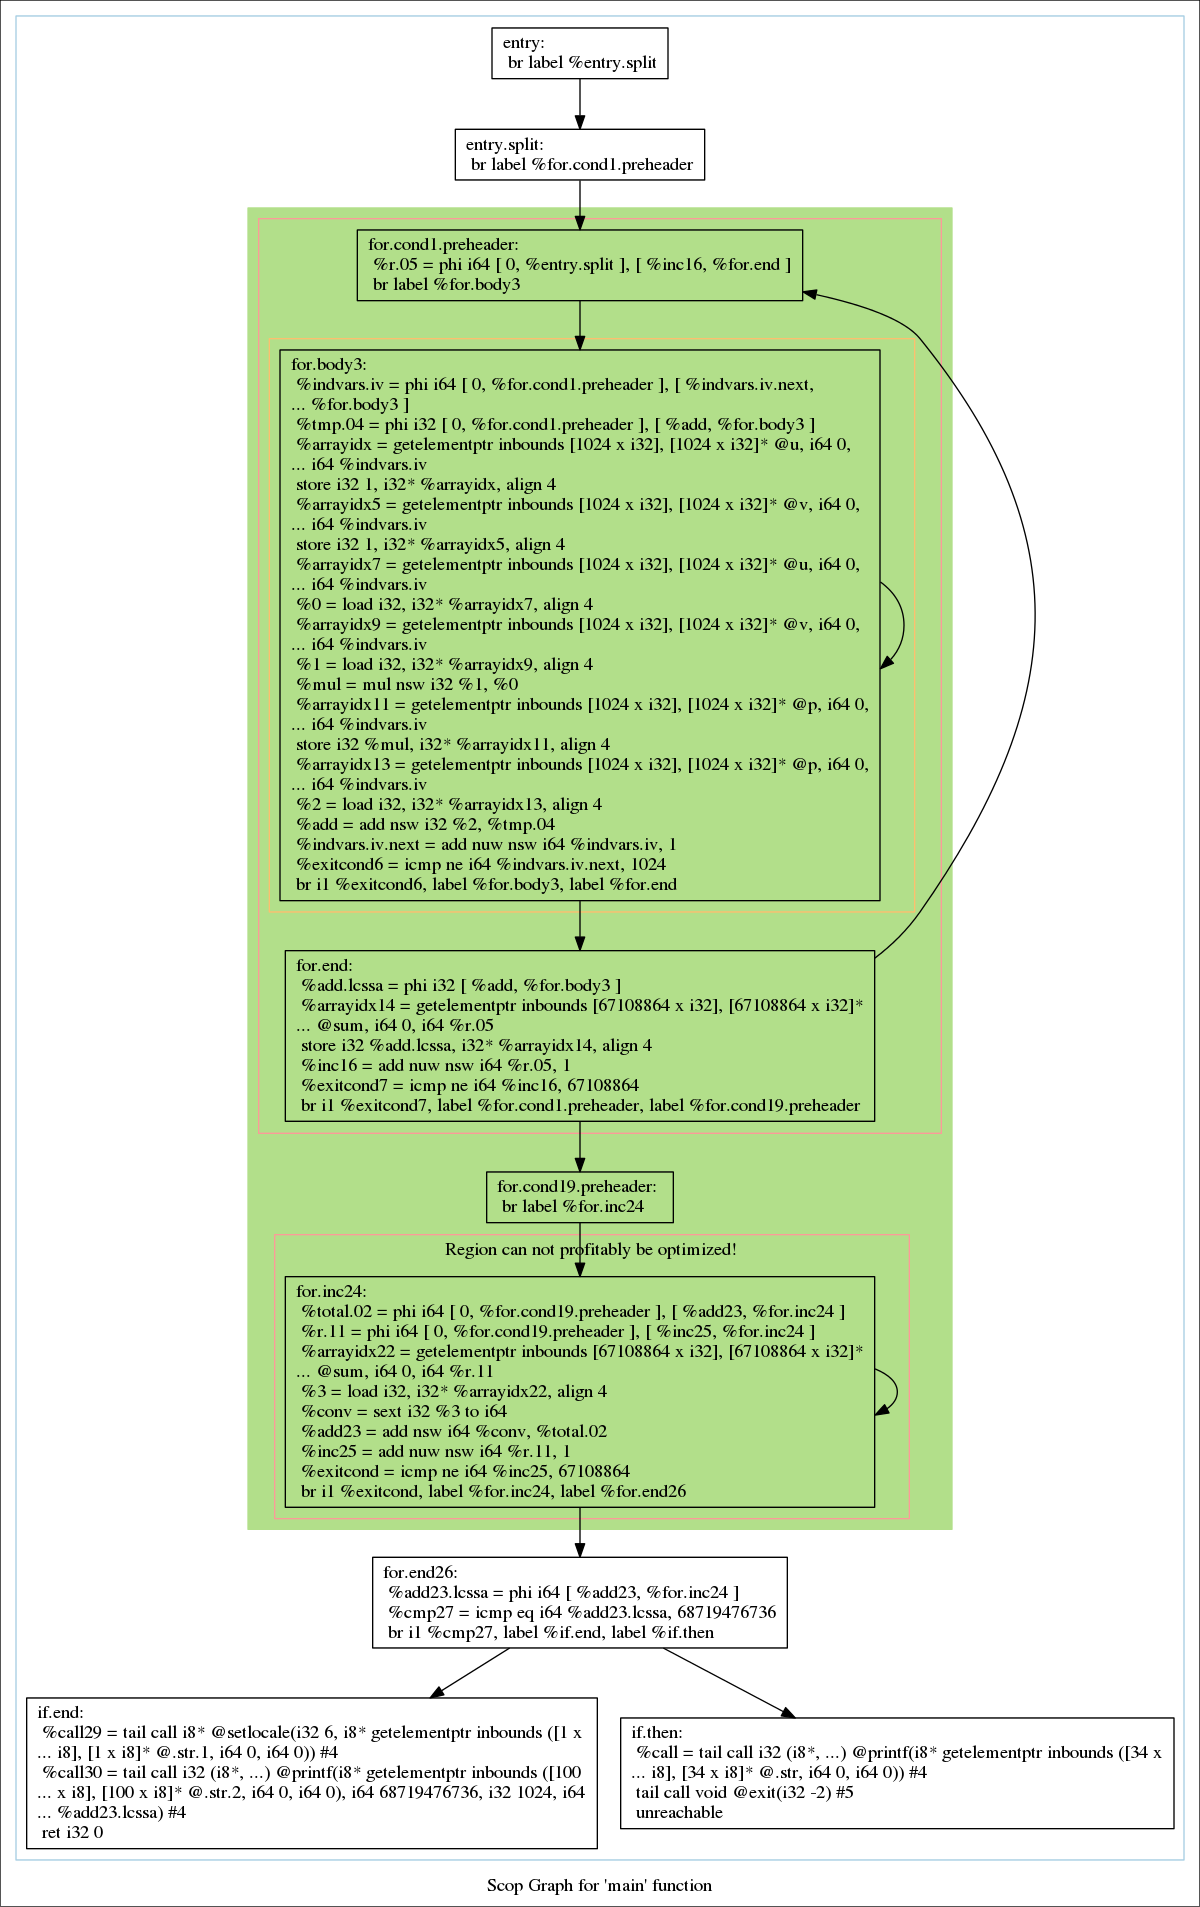 entry:
br label %entry.split
entry.split:
br label %for.cond1.preheader
for.cond1.preheader:
%r.05 = phi i64 [ 0, %entry.split ], [ %inc16, %for.end ]
br label %for.body3
for.body3:
%indvars.iv = phi i64 [ 0, %for.cond1.preheader ], [ %indvars.iv.next,
... %for.body3 ]
%tmp.04 = phi i32 [ 0, %for.cond1.preheader ], [ %add, %for.body3 ]
%arrayidx = getelementptr inbounds [1024 x i32], [1024 x i32]* @u, i64 0,
... i64 %indvars.iv
store i32 1, i32* %arrayidx, align 4
%arrayidx5 = getelementptr inbounds [1024 x i32], [1024 x i32]* @v, i64 0,
... i64 %indvars.iv
store i32 1, i32* %arrayidx5, align 4
%arrayidx7 = getelementptr inbounds [1024 x i32], [1024 x i32]* @u, i64 0,
... i64 %indvars.iv
%0 = load i32, i32* %arrayidx7, align 4
%arrayidx9 = getelementptr inbounds [1024 x i32], [1024 x i32]* @v, i64 0,
... i64 %indvars.iv
%1 = load i32, i32* %arrayidx9, align 4
%mul = mul nsw i32 %1, %0
%arrayidx11 = getelementptr inbounds [1024 x i32], [1024 x i32]* @p, i64 0,
... i64 %indvars.iv
store i32 %mul, i32* %arrayidx11, align 4
%arrayidx13 = getelementptr inbounds [1024 x i32], [1024 x i32]* @p, i64 0,
... i64 %indvars.iv
%2 = load i32, i32* %arrayidx13, align 4
%add = add nsw i32 %2, %tmp.04
%indvars.iv.next = add nuw nsw i64 %indvars.iv, 1
%exitcond6 = icmp ne i64 %indvars.iv.next, 1024
br i1 %exitcond6, label %for.body3, label %for.end
for.end:
%add.lcssa = phi i32 [ %add, %for.body3 ]
%arrayidx14 = getelementptr inbounds [67108864 x i32], [67108864 x i32]*
... @sum, i64 0, i64 %r.05
store i32 %add.lcssa, i32* %arrayidx14, align 4
%inc16 = add nuw nsw i64 %r.05, 1
%exitcond7 = icmp ne i64 %inc16, 67108864
br i1 %exitcond7, label %for.cond1.preheader, label %for.cond19.preheader
for.cond19.preheader:
br label %for.inc24
Region can not profitably be optimized!
for.inc24:
%total.02 = phi i64 [ 0, %for.cond19.preheader ], [ %add23, %for.inc24 ]
%r.11 = phi i64 [ 0, %for.cond19.preheader ], [ %inc25, %for.inc24 ]
%arrayidx22 = getelementptr inbounds [67108864 x i32], [67108864 x i32]*
... @sum, i64 0, i64 %r.11
%3 = load i32, i32* %arrayidx22, align 4
%conv = sext i32 %3 to i64
%add23 = add nsw i64 %conv, %total.02
%inc25 = add nuw nsw i64 %r.11, 1
%exitcond = icmp ne i64 %inc25, 67108864
br i1 %exitcond, label %for.inc24, label %for.end26
for.end26:
%add23.lcssa = phi i64 [ %add23, %for.inc24 ]
%cmp27 = icmp eq i64 %add23.lcssa, 68719476736
br i1 %cmp27, label %if.end, label %if.then
if.end:
%call29 = tail call i8* @setlocale(i32 6, i8* getelementptr inbounds ([1 x
... i8], [1 x i8]* @.str.1, i64 0, i64 0)) #4
%call30 = tail call i32 (i8*, ...) @printf(i8* getelementptr inbounds ([100
... x i8], [100 x i8]* @.str.2, i64 0, i64 0), i64 68719476736, i32 1024, i64
... %add23.lcssa) #4
ret i32 0
if.then:
%call = tail call i32 (i8*, ...) @printf(i8* getelementptr inbounds ([34 x
... i8], [34 x i8]* @.str, i64 0, i64 0)) #4
tail call void @exit(i32 -2) #5
unreachable
Scop Graph for 'main' function